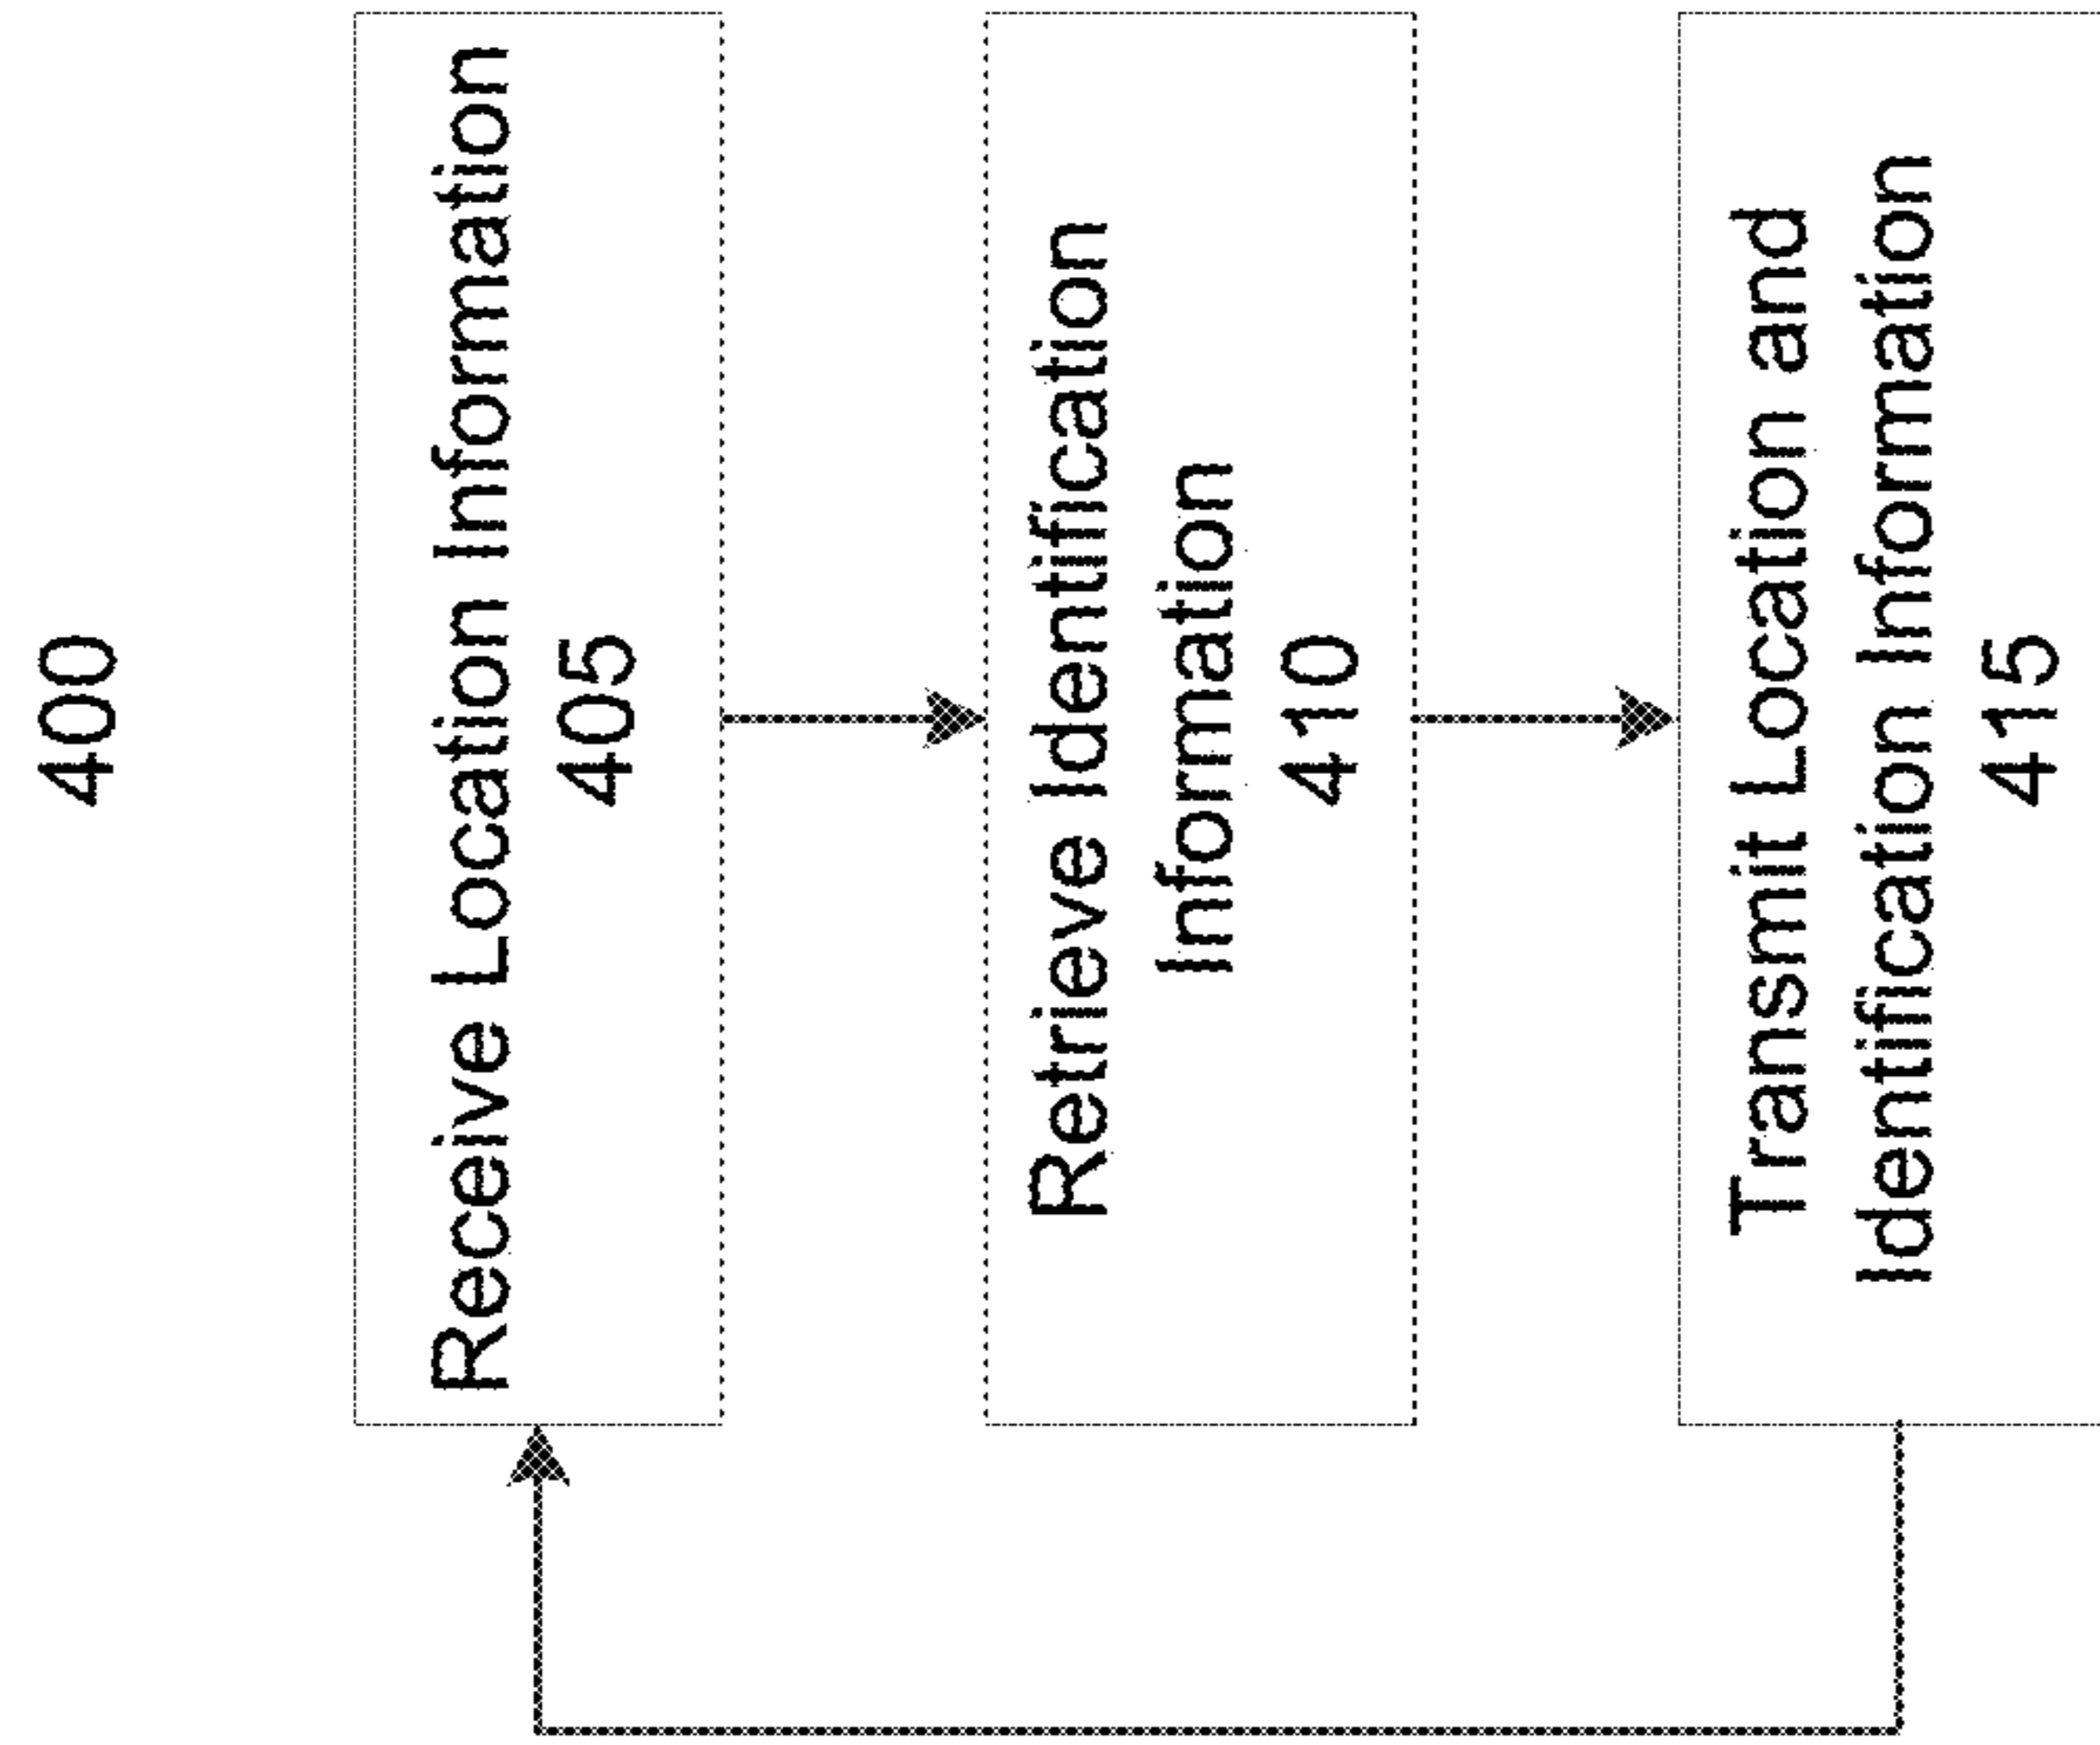 400
Receive Location Information
405
Retrieve Identification
Information
410
Transmit Location and
Identification Information
415